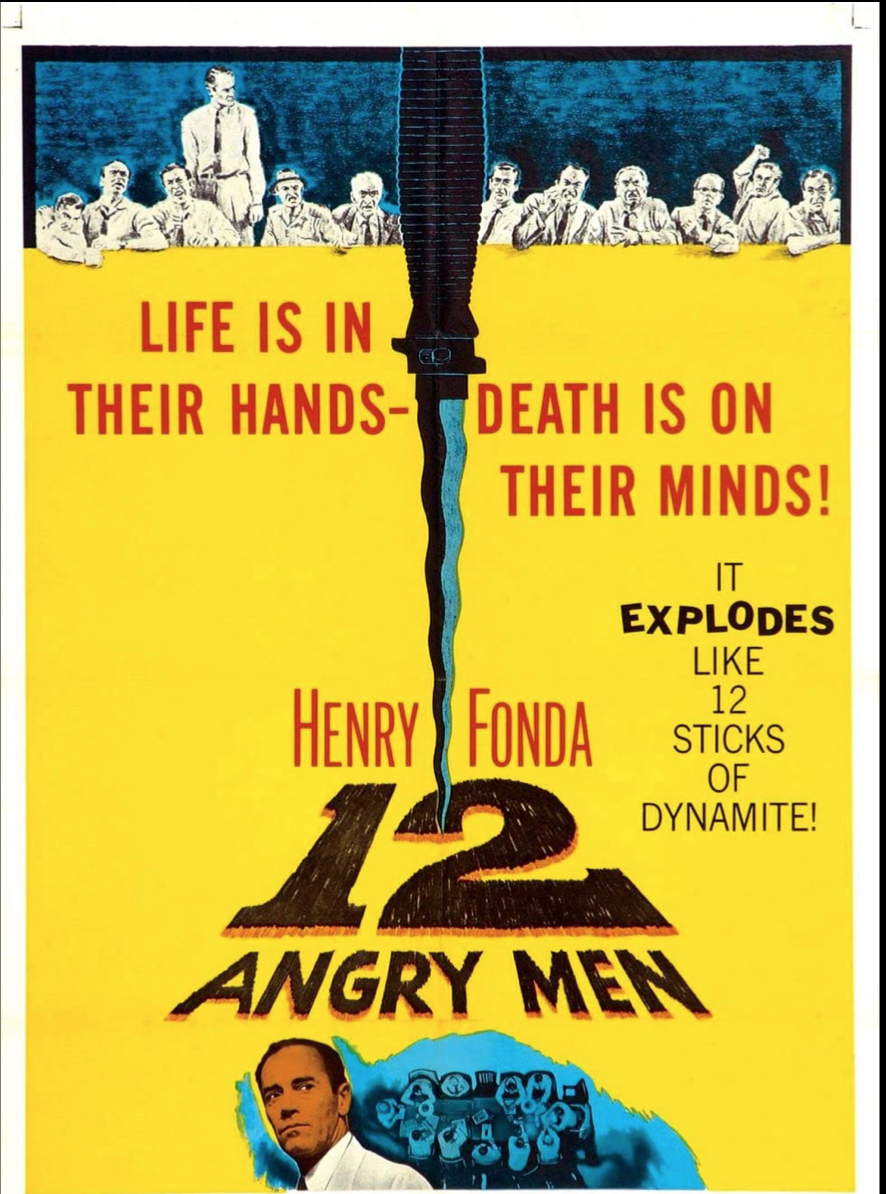 LIFE IS IN
THEIR HANDS- DEATH IS ON
THEIR MINDS!
IT
EXPLODES
LIKE
12
STICKS
OF
DYNAMITE!
HENRY FONDA
12
ANGRY MEN